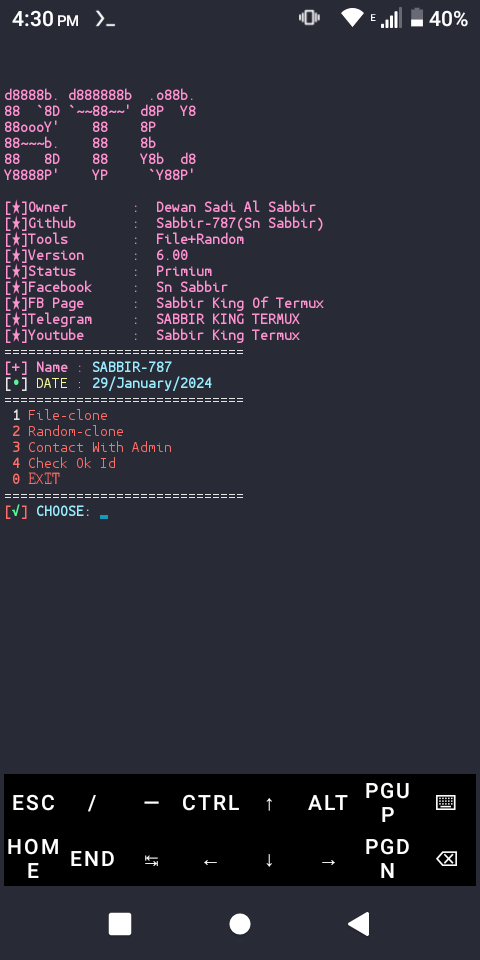 4:30 PM >_ E 40%
d8888b. d888888b .o88b.
88 `8D `~~88~~' d8P Y8
88oooY' 88 8P
88~~~b. 88 8b
88 8D 88 Y8b d8
Y8888P' YP `Y88P'
[★]Owner : Dewan Sadi Al Sabbir
[★]Github : Sabbir-787(Sn Sabbir)
[★]Tools : File+Random
[★]Version : 6.00
[★]Status : Primium
[★]Facebook : Sn Sabbir
[★]FB Page : Sabbir King Of Termux
[★]Telegram : SABBIR KING TERMUX
[★]Youtube : Sabbir King Termux
==============================
[+] Name : SABBIR-787
[•] DATE : 29/January/2024
==============================
1 File-clone
2 Random-clone
3 Contact With Admin
4 Check Ok Id
0 EXIT
==============================
[√] CHOOSE:
ESC / — CTRL ↑ ALT PGUP
HOME END ↹ ← ↓ → PGDN